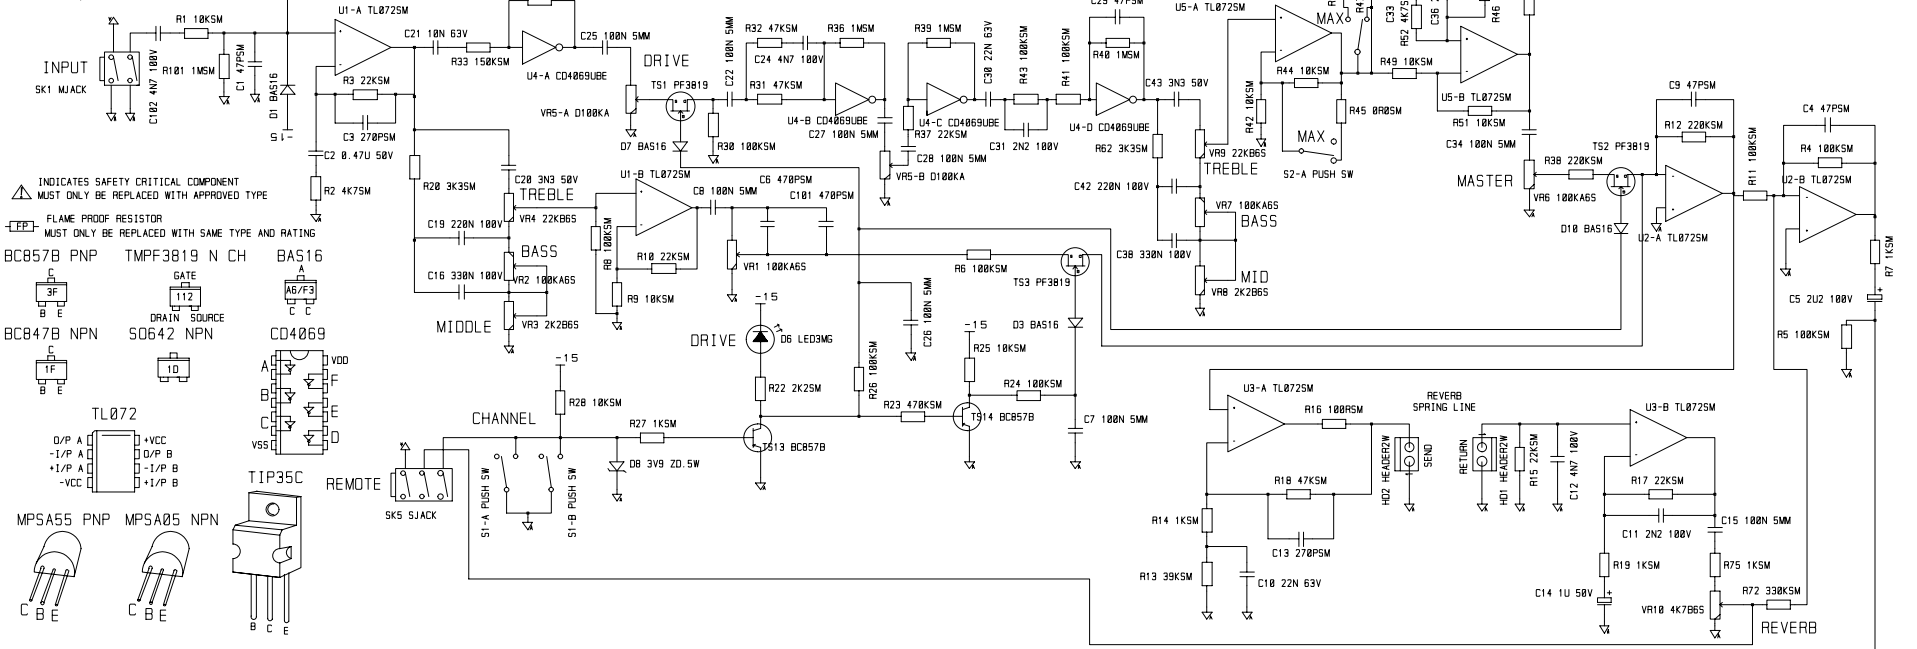 U1-A TL072SM
R1 10KSM
INPUT
SK1 MJACK
C102 4N7 100V
R101 1MSM
C1 47PSM
D1 BAS16
-15
R3 22KSM
C3 270PSM
C2 0.47U 50V
R2 4K7SM
C21 10N 63V
R33 150KSM
U4-A CD4069UBE
C25 100N 5MM
DRIVE
VR5-A D100KA
TS1 PF3819
D7 BAS16
C22 100N 5MM
R30 100KSM
R32 47KSM
C24 4N7 100V
R31 47KSM
R36 1MSM
U4-B CD4069UBE
C27 100N 5MM
VR5-B D100KA
R39 1MSM
U4-C CD4069UBE
R37 22KSM
C28 100N 5MM
C30 22N 63V
R43 100KSM
C31 2N2 100V
R41 100KSM
C29 47PSM
R40 1MSM
U4-D CD4069UBE
C43 3N3 50V
R62 3K3SM
VR9 22KB6S
TREBLE
C42 220N 100V
VR7 100KA6S
BASS
C38 330N 100V
MID
VR8 2K2B6S
U5-A TL072SM
MAX
R44 10KSM
R42 10KSM
R45 0R0SM
MAX
S2-A PUSH SW
R49 10KSM
C33
R52 4K7S
C36
R46
U5-B TL072SM
R51 10KSM
C34 100N 5MM
MASTER
VR6 100KA6S
R38 220KSM
TS2 PF3819
D10 BAS16
C9 47PSM
R12 220KSM
U2-A TL072SM
R11 100KSM
C4 47PSM
R4 100KSM
U2-B TL072SM
R7 1KSM
C5 2U2 100V
R5 100KSM
INDICATES SAFETY CRITICAL COMPONENT
MUST ONLY BE REPLACED WITH APPROVED TYPE
FP
FLAME PROOF RESISTOR
MUST ONLY BE REPLACED WITH SAME TYPE AND RATING
R20 3K3SM
C20 3N3 50V
TREBLE
VR4 22KB6S
C19 220N 100V
BASS
VR2 100KA6S
C16 330N 100V
MIDDLE
VR3 2K2B6S
R8 100KSM
U1-B TL072SM
R10 22KSM
R9 10KSM
C8 100N 5MM
C6 470PSM
C101 470PSM
VR1 100KA6S
R6 100KSM
TS3 PF3819
D3 BAS16
C26 100N 5MM
-15
DRIVE
D6 LED3MG
R22 2K2SM
R26 100KSM
-15
R25 10KSM
R24 100KSM
R23 470KSM
TS14 BC857B
C7 100N 5MM
-15
R28 10KSM
CHANNEL
R27 1KSM
TS13 BC857B
D8 3V9 ZD.5W
REMOTE
SK5 SJACK
S1-A PUSH SW
S1-B PUSH SW
BC857B PNP
C
3F
B E
TMPF3819 N CH
GATE
112
DRAIN SOURCE
BAS16
A
A6/F3
C C
BC847B NPN
C
1F
B E
SO642 NPN
1D
CD4069
A
B
C
VSS
VDD
F
E
D
TL072
O/P A
-I/P A
+I/P A
-VCC
+VCC
O/P B
-I/P B
+I/P B
TIP35C
B C E
MPSA55 PNP
C B E
MPSA05 NPN
C B E
U3-A TL072SM
R16 100RSM
REVERB
SPRING LINE
HD2 HEADER2W
SEND
R18 47KSM
R14 1KSM
C13 270PSM
R13 39KSM
C10 22N 63V
RETURN
HD1 HEADER2W
R15 22KSM
C12 4N7 100V
U3-B TL072SM
R17 22KSM
C11 2N2 100V
C15 100N 5MM
R19 1KSM
R75 1KSM
C14 1U 50V
VR10 4K7B6S
R72 330KSM
REVERB